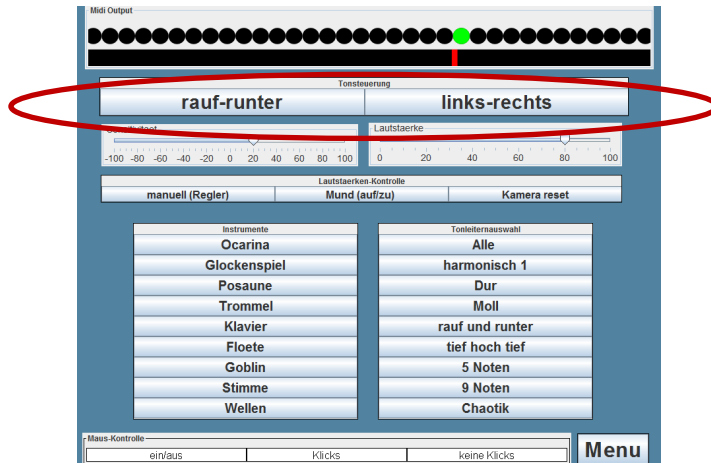 Midi Output
Tonsteuerung
rauf-runter links-rechts
Lautstaerke
-100 -80 -60 -40 -20 0 20 40 60 80 100
0 20 40 60 80 100
Lautstaerken-Kontrolle
manuell (Regler) Mund (auf/zu) Kamera reset
Instrumente
Ocarina
Glockenspiel
Posaune
Trommel
Klavier
Floete
Goblin
Stimme
Wellen
Tonleiternauswahl
Alle
harmonisch 1
Dur
Moll
rauf und runter
tief hoch tief
5 Noten
9 Noten
Chaotik
Maus-Kontrolle
ein/aus Klicks keine Klicks
Menu